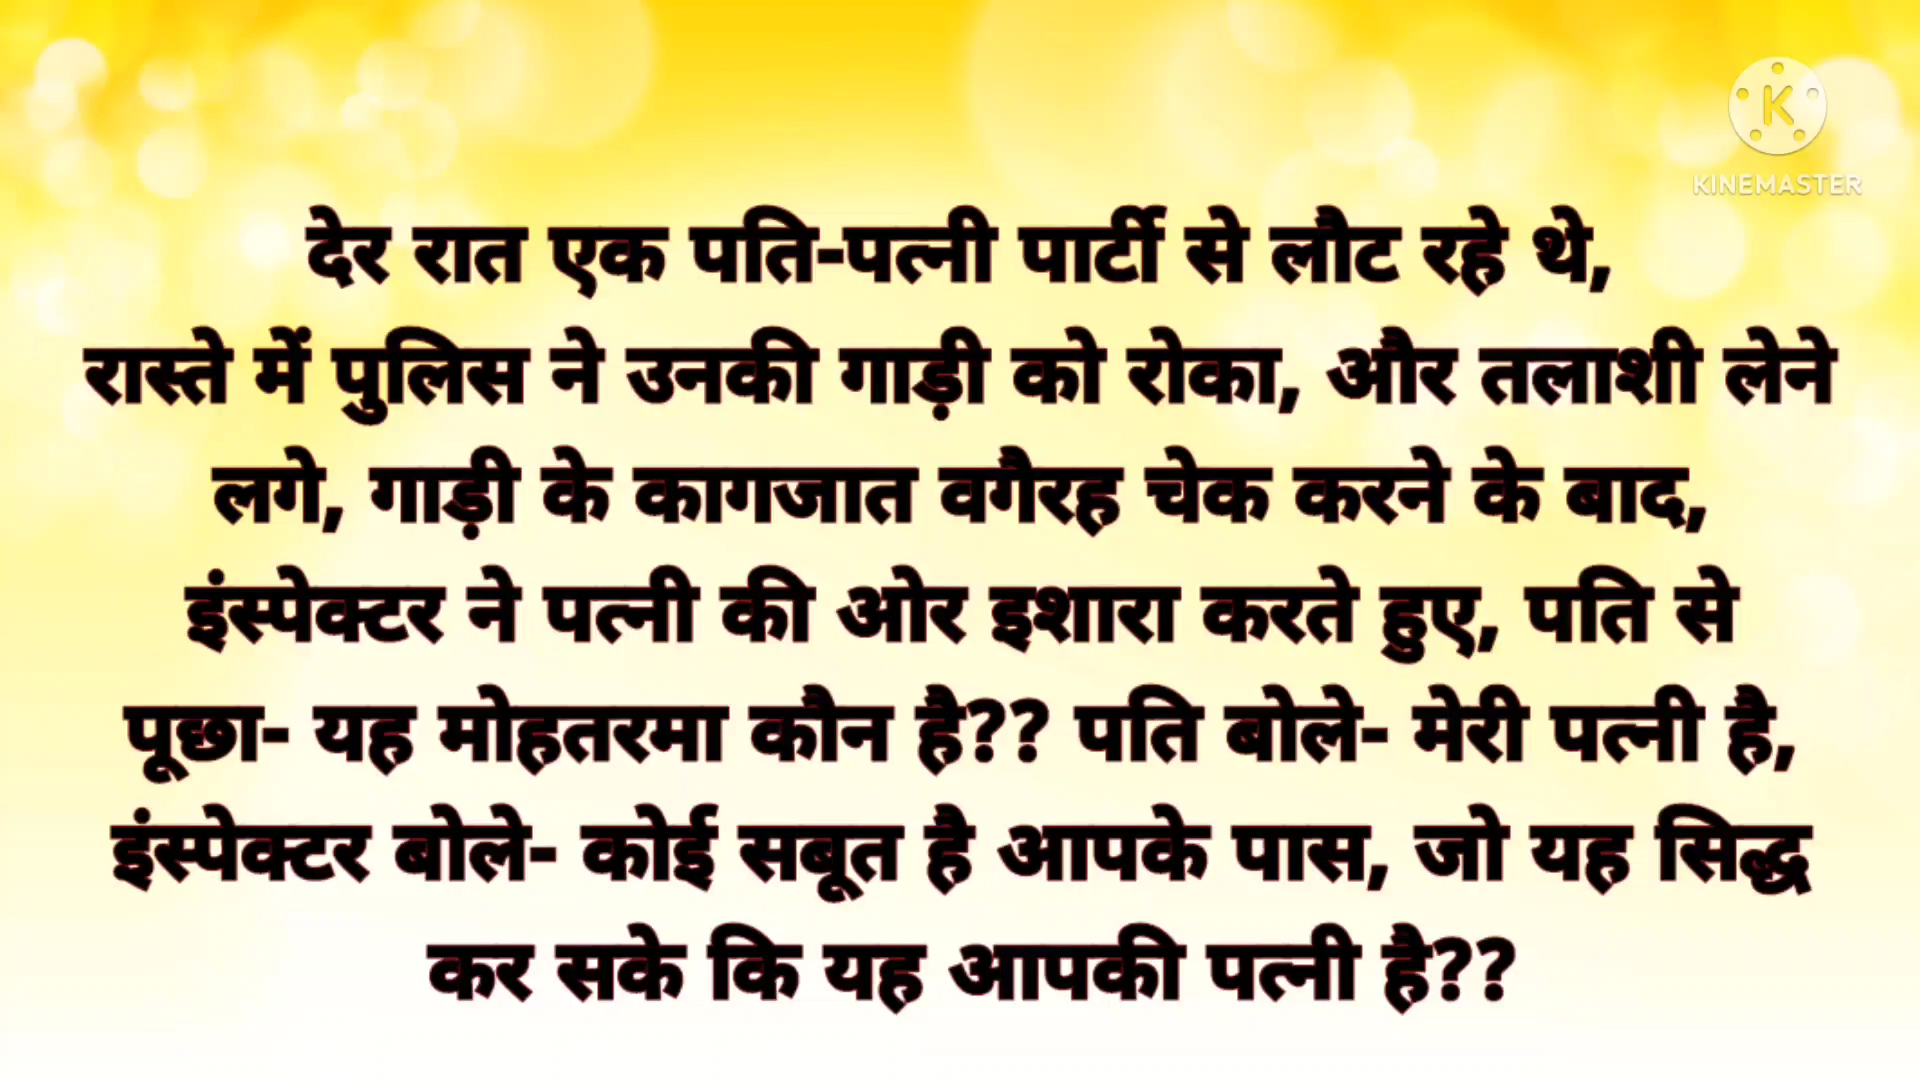 KINEMASTER
देर रात एक पति-पत्नी पार्टी से लौट रहे थे,
रास्ते में पुलिस ने उनकी गाड़ी को रोका, और तलाशी लेने
लगे, गाड़ी के कागजात वगैरह चेक करने के बाद,
इंस्पेक्टर ने पत्नी की ओर इशारा करते हुए, पति से
पूछा- यह मोहतरमा कौन है?? पति बोले- मेरी पत्नी है,
इंस्पेक्टर बोले- कोई सबूत है आपके पास, जो यह सिद्ध
कर सके कि यह आपकी पत्नी है??